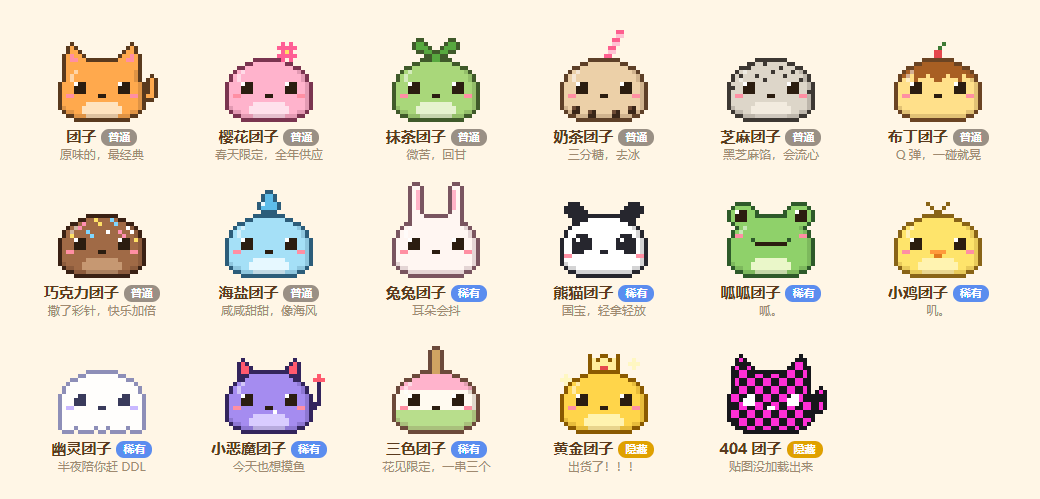 团子 普通
原味的，最经典
樱花团子 普通
春天限定，全年供应
抹茶团子 普通
微苦，回甘
奶茶团子 普通
三分糖，去冰
芝麻团子 普通
黑芝麻馅，会流心
布丁团子 普通
Q 弹，一碰就晃
巧克力团子 普通
撒了彩针，快乐加倍
海盐团子 普通
咸咸甜甜，像海风
兔兔团子 稀有
耳朵会抖
熊猫团子 稀有
国宝，轻拿轻放
呱呱团子 稀有
呱。
小鸡团子 稀有
叽。
幽灵团子 稀有
半夜陪你赶 DDL
小恶魔团子 稀有
今天也想摸鱼
三色团子 稀有
花见限定，一串三个
黄金团子 隐藏
出货了！！！
404 团子 隐藏
贴图没加载出来